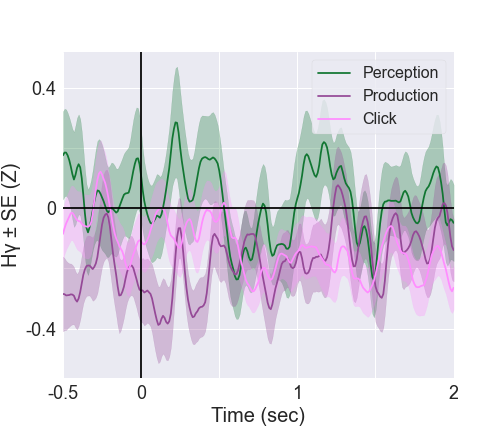 Perception
Production
Click
Hγ ± SE (Z)
0.4
0
-0.4
-0.5
0
1
2
Time (sec)